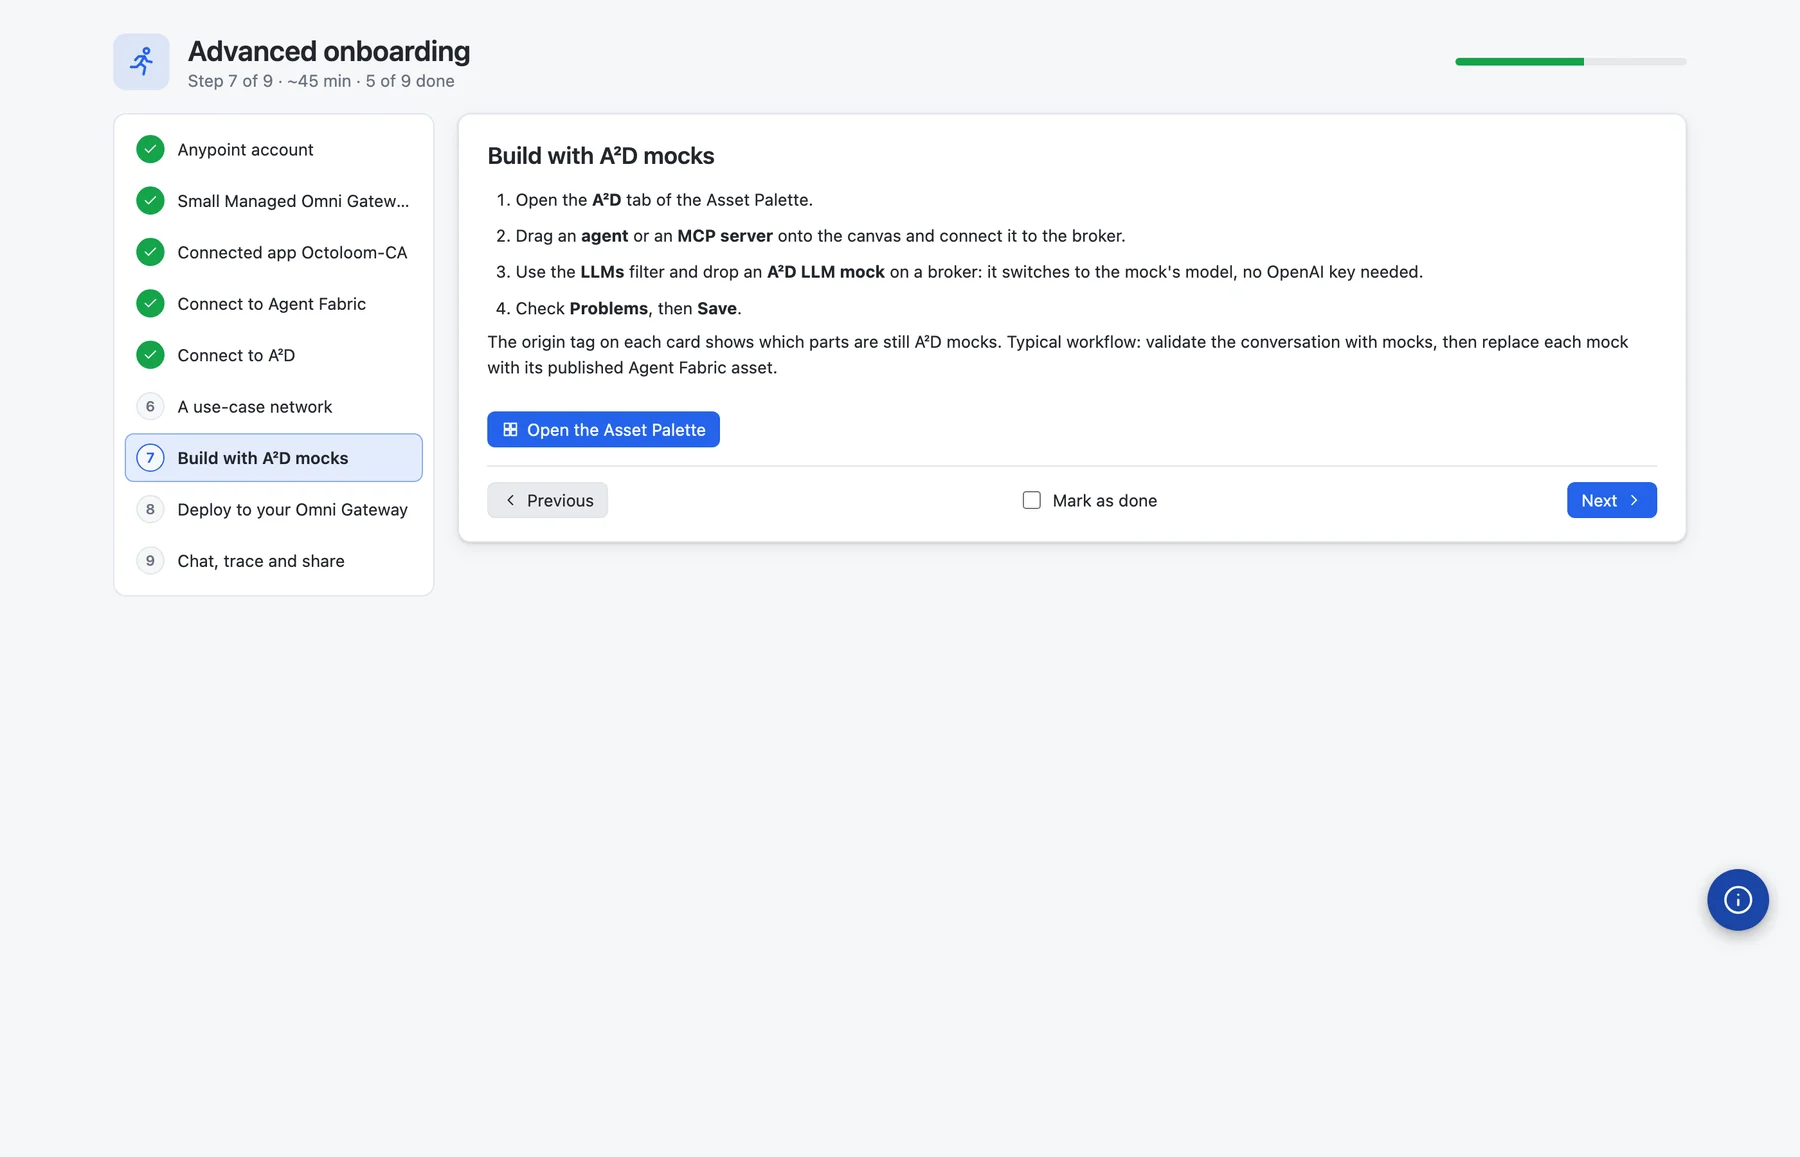 Advanced onboarding
Step 7 of 9 · ~45 min · 5 of 9 done
Anypoint account
Small Managed Omni Gatew...
Connected app Octoloom-CA
Connect to Agent Fabric
Connect to A²D
6 A use-case network
7 Build with A²D mocks
8 Deploy to your Omni Gateway
9 Chat, trace and share
Build with A²D mocks
1. Open the A²D tab of the Asset Palette.
2. Drag an agent or an MCP server onto the canvas and connect it to the broker.
3. Use the LLMs filter and drop an A²D LLM mock on a broker: it switches to the mock's model, no OpenAI key needed.
4. Check Problems, then Save.
The origin tag on each card shows which parts are still A²D mocks. Typical workflow: validate the conversation with mocks, then replace each mock
with its published Agent Fabric asset.
Open the Asset Palette
Previous
Mark as done
Next